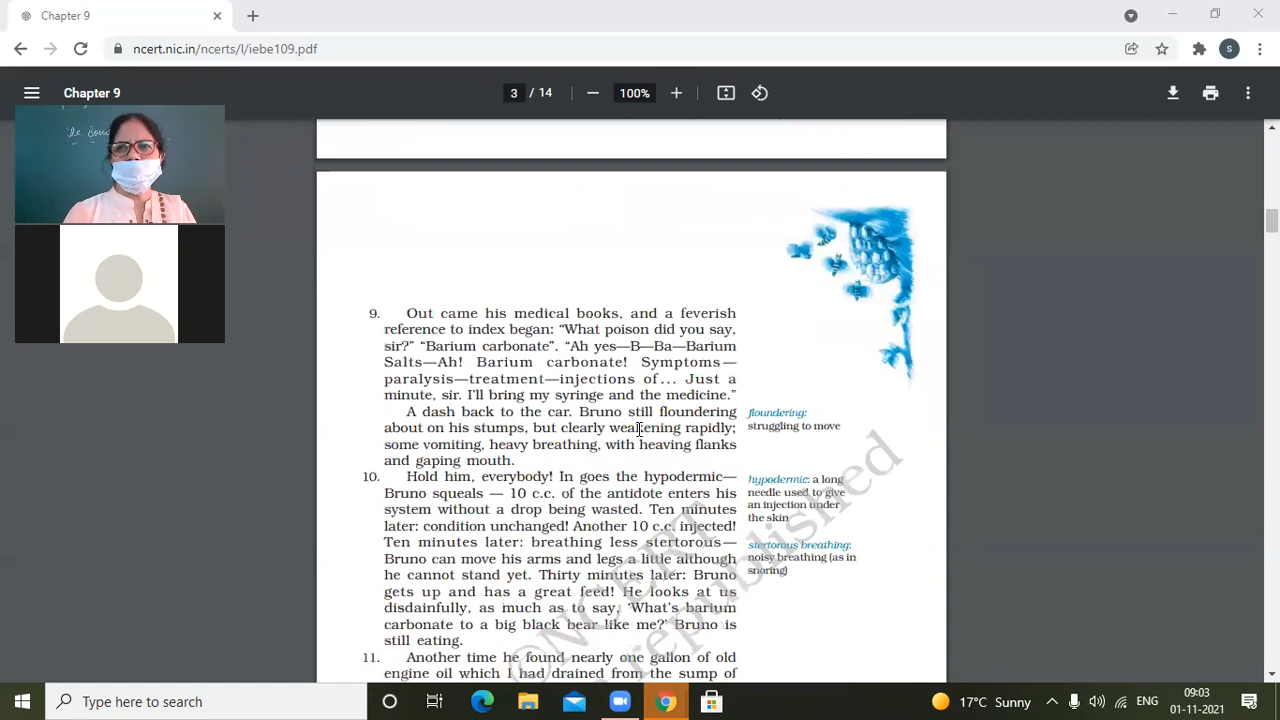 Chapter 9
ncert.nic.in/ncerts/l/iebe109.pdf
S
Chapter 9
3 / 14
100%
9. Out came his medical books, and a feverish
reference to index began: “What poison did you say,
sir?” “Barium carbonate”. “Ah yes—B—Ba—Barium
Salts—Ah! Barium carbonate! Symptoms—
paralysis—treatment—injections of... Just a
minute, sir. I’ll bring my syringe and the medicine.”
A dash back to the car. Bruno still floundering
about on his stumps, but clearly weakening rapidly;
some vomiting, heavy breathing, with heaving flanks
and gaping mouth.
floundering:
struggling to move
10. Hold him, everybody! In goes the hypodermic—
Bruno squeals — 10 c.c. of the antidote enters his
system without a drop being wasted. Ten minutes
later: condition unchanged! Another 10 c.c. injected!
Ten minutes later: breathing less stertorous—
Bruno can move his arms and legs a little although
he cannot stand yet. Thirty minutes later: Bruno
gets up and has a great feed! He looks at us
disdainfully, as much as to say, ‘What’s barium
carbonate to a big black bear like me?’ Bruno is
still eating.
hypodermic: a long
needle used to give
an injection under
the skin
stertorous breathing:
noisy breathing (as in
snoring)
11. Another time he found nearly one gallon of old
engine oil which I had drained from the sump of
©NCERT
republished
Type here to search
17°C Sunny
ENG
09:03
01-11-2021